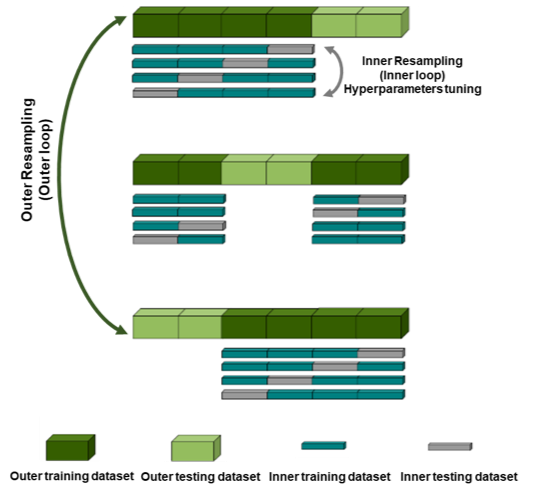 Inner Resampling
(Inner loop)
Hyperparameters tuning
Outer Resampling
(Outer loop)
Outer training dataset Outer testing dataset Inner training dataset Inner testing dataset